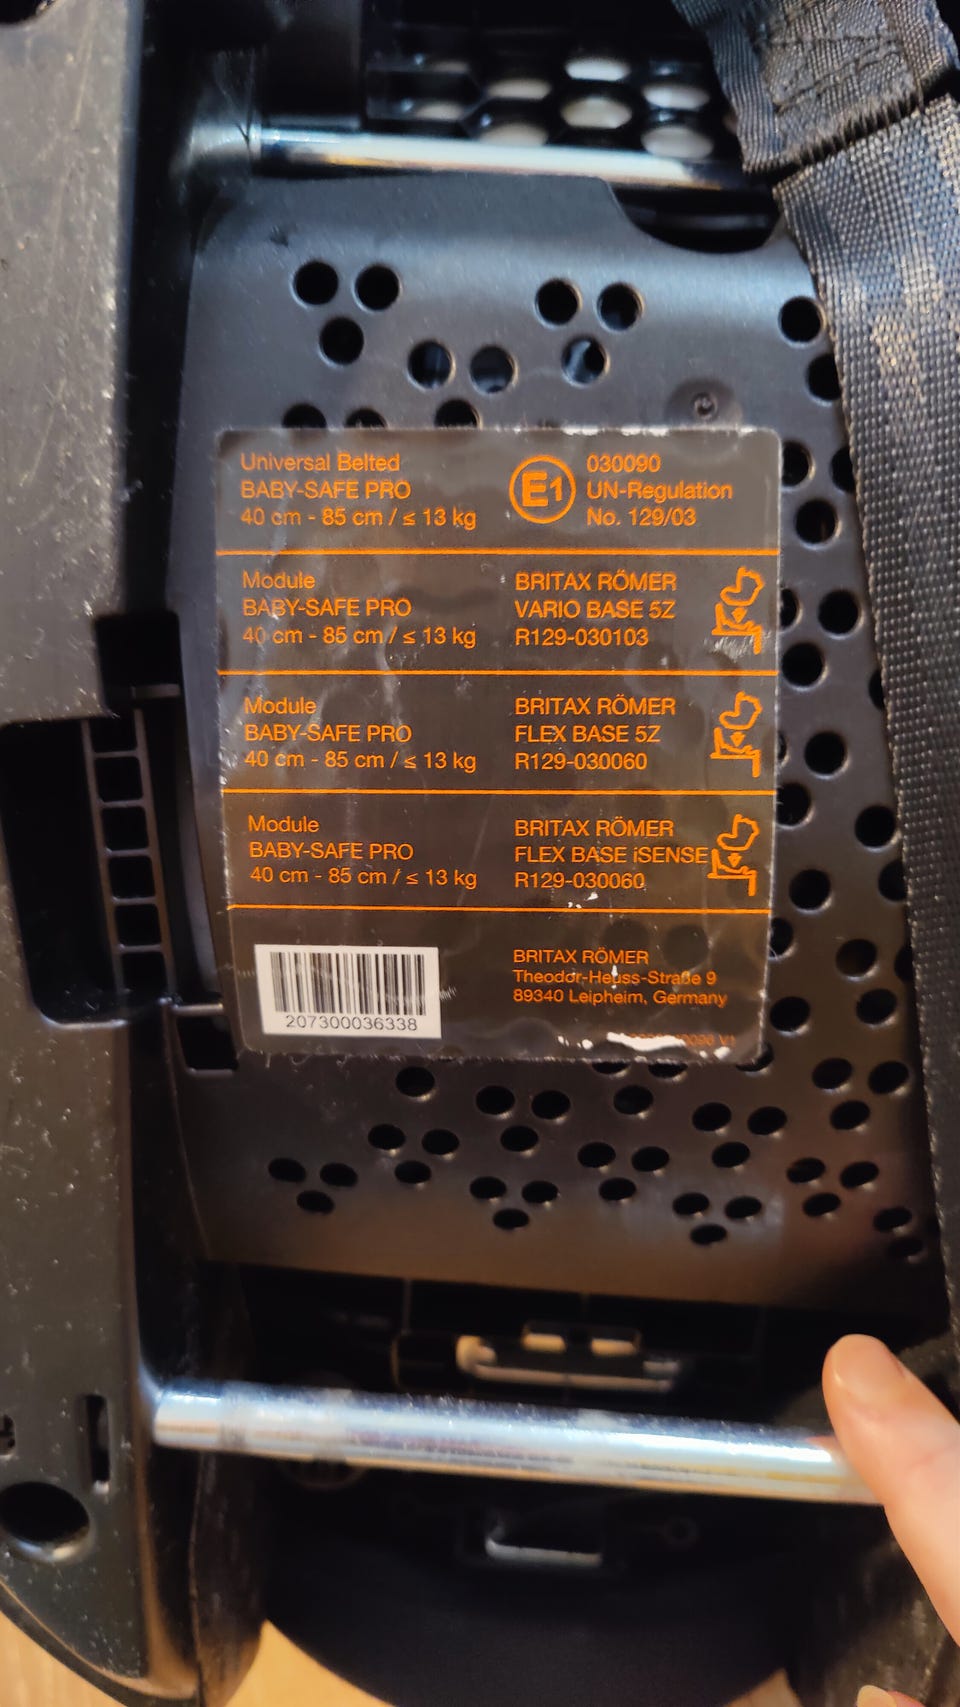 Universal Belted
BABY-SAFE PRO
40 cm - 85 cm / ≤ 13 kg
E1
030090
UN-Regulation
No. 129/03
Module
BABY-SAFE PRO
40 cm - 85 cm / ≤ 13 kg
BRITAX RÖMER
VARIO BASE 5Z
R129-030103
Module
BABY-SAFE PRO
40 cm - 85 cm / ≤ 13 kg
BRITAX RÖMER
FLEX BASE 5Z
R129-030060
Module
BABY-SAFE PRO
40 cm - 85 cm / ≤ 13 kg
BRITAX RÖMER
FLEX BASE iSENSE
R129-030060
207300036338
BRITAX RÖMER
Theodor-Heuss-Straße 9
89340 Leipheim, Germany
V1